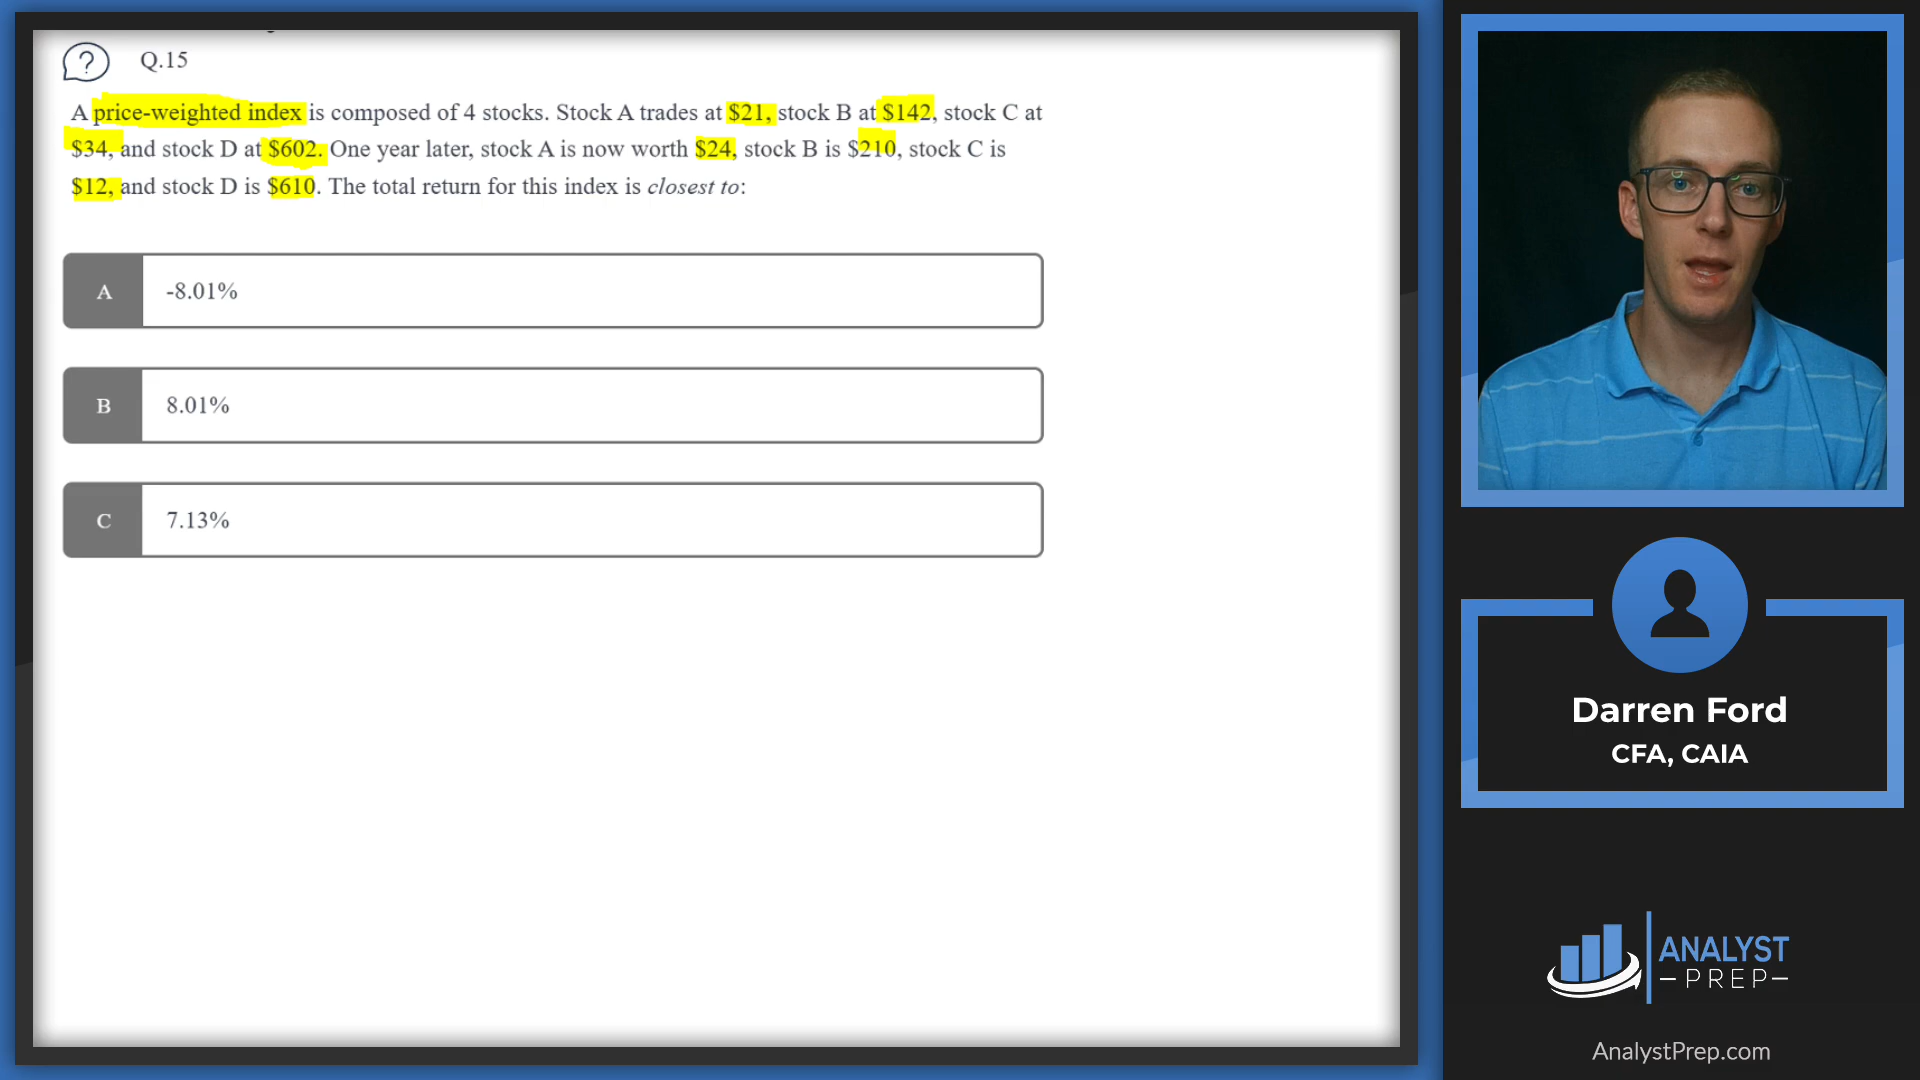 ?
Q.15
A price-weighted index is composed of 4 stocks. Stock A trades at $21, stock B at $142, stock C at
$34, and stock D at $602. One year later, stock A is now worth $24, stock B is $210, stock C is
$12, and stock D is $610. The total return for this index is closest to:
A
-8.01%
B
8.01%
C
7.13%
Darren Ford
CFA, CAIA
ANALYST
PREP
AnalystPrep.com